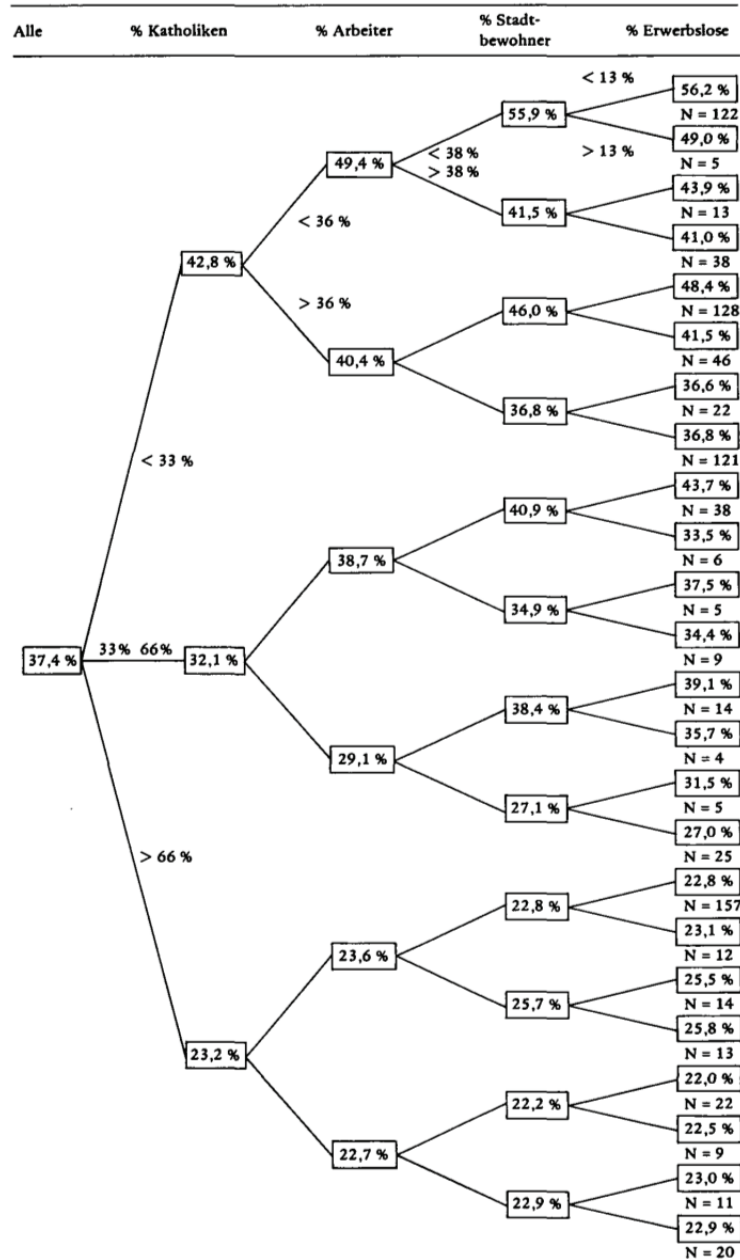 Alle % Katholiken % Arbeiter % Stadt- % Erwerbslose
bewohner
< 13 %
56,2 %
55,9 %
N = 122
49,0 %
< 38 %
> 13 %
49,4 %
> 38 %
N = 5
43,9 %
41,5 %
N = 13
< 36 %
41,0 %
42,8 %
N = 38
48,4 %
> 36 %
46,0 %
N = 128
41,5 %
40,4 %
N = 46
36,6 %
36,8 %
N = 22
36,8 %
< 33 %
N = 121
43,7 %
40,9 %
N = 38
33,5 %
38,7 %
N = 6
37,5 %
34,9 %
N = 5
34,4 %
33% 66%
37,4 %
32,1 %
N = 9
39,1 %
38,4 %
N = 14
35,7 %
29,1 %
N = 4
31,5 %
27,1 %
N = 5
27,0 %
> 66 %
N = 25
22,8 %
22,8 %
N = 157
23,1 %
23,6 %
N = 12
25,5 %
25,7 %
N = 14
25,8 %
23,2 %
N = 13
22,0 %
22,2 %
N = 22
22,5 %
22,7 %
N = 9
23,0 %
22,9 %
N = 11
22,9 %
N = 20